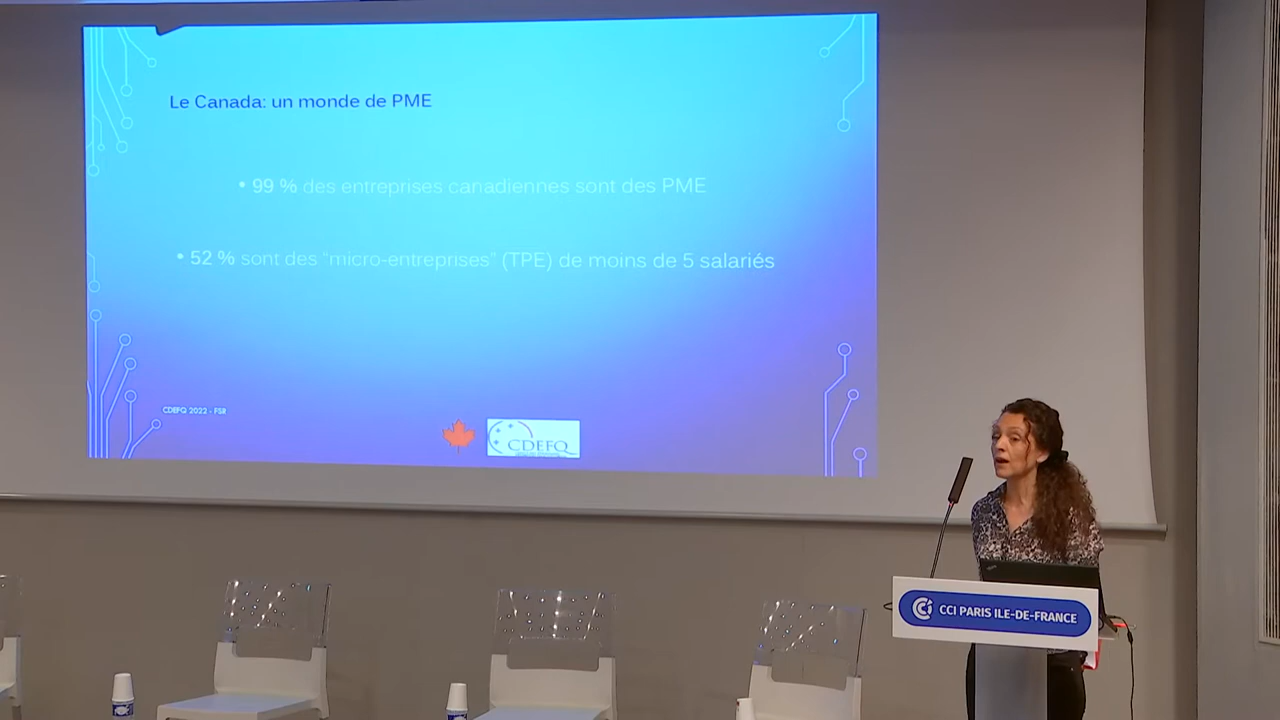 Le Canada: un monde de PME
• 99 % des entreprises canadiennes sont des PME
• 52 % sont des “micro-entreprises” (TPE) de moins de 5 salariés
CDEFQ 2022 - FSR
CDEFQ
CCI PARIS ILE-DE-FRANCE